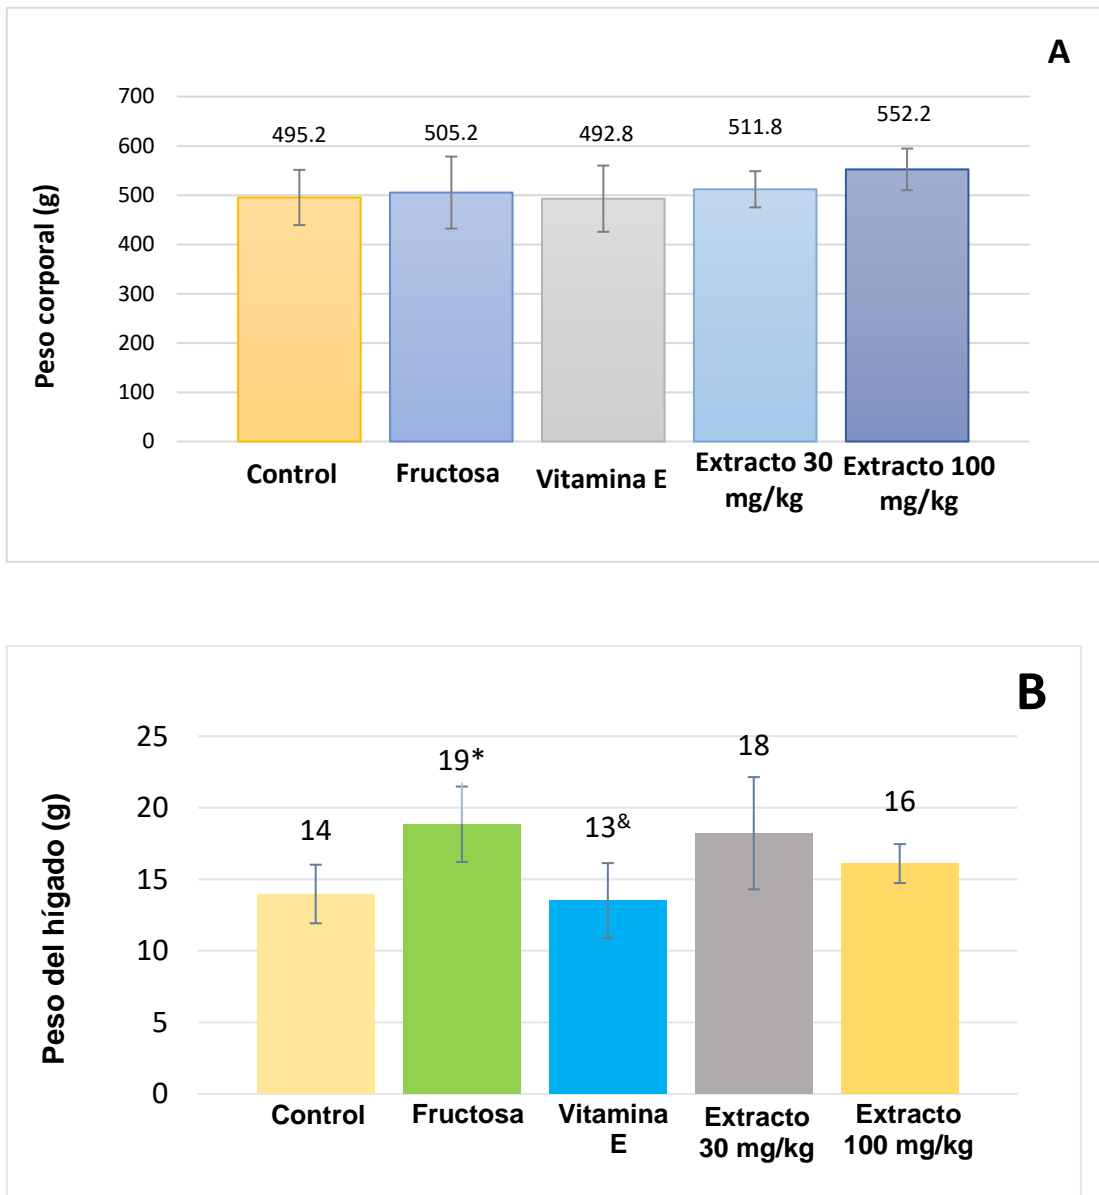 A
Peso corporal (g)
700
600
500
400
300
200
100
0
495.2
505.2
492.8
511.8
552.2
Control
Fructosa
Vitamina E
Extracto 30
mg/kg
Extracto 100
mg/kg
B
Peso del hígado (g)
25
20
15
10
5
0
14
19*
13&
18
16
Control
Fructosa
Vitamina
E
Extracto
30 mg/kg
Extracto
100 mg/kg